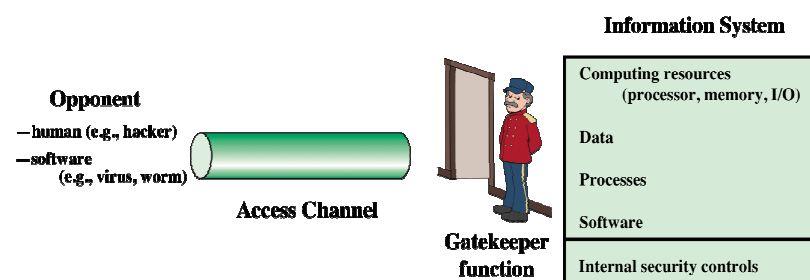 Information System
Opponent
—human (e.g., hacker)
—software
(e.g., virus, worm)
Access Channel
Gatekeeper
function
Computing resources
(processor, memory, I/O)
Data
Processes
Software
Internal security controls